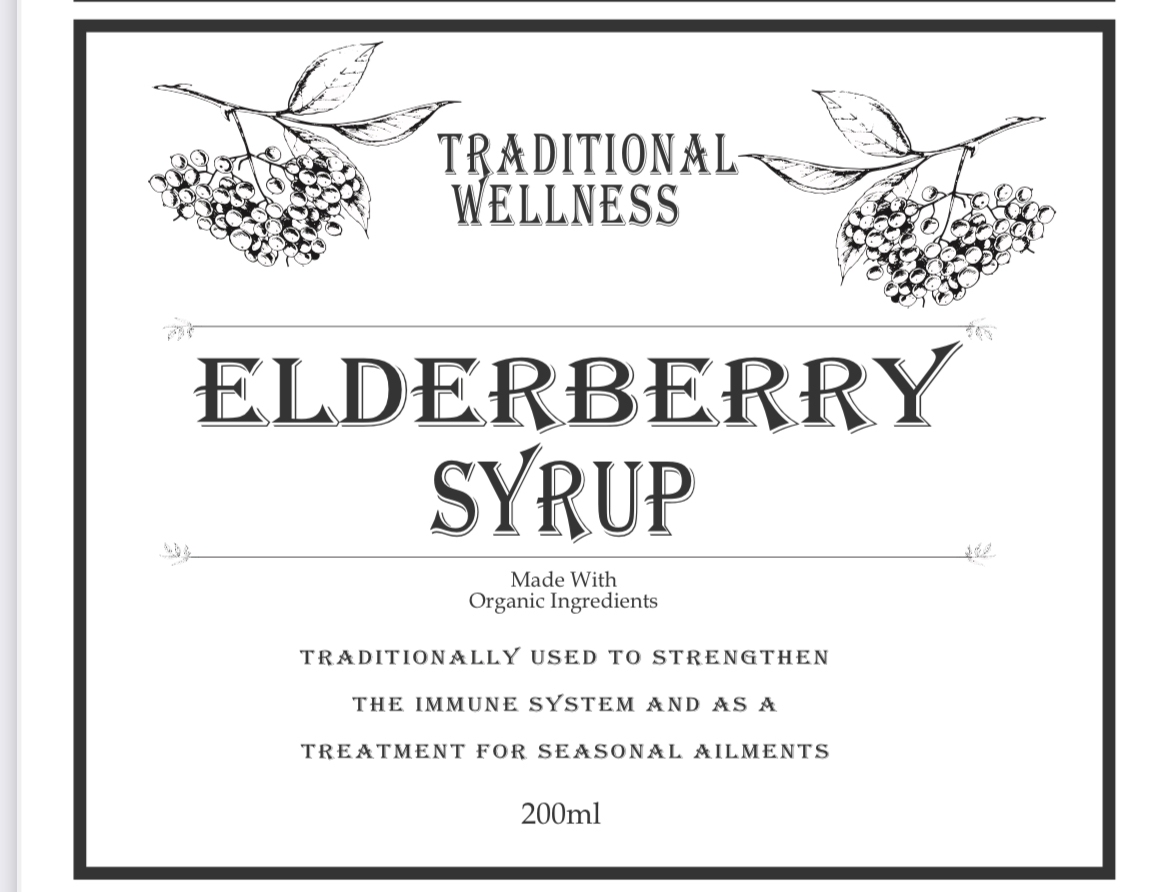 TRADITIONAL
WELLNESS
ELDERBERRY
SYRUP
Made With
Organic Ingredients
TRADITIONALLY USED TO STRENGTHEN
THE IMMUNE SYSTEM AND AS A
TREATMENT FOR SEASONAL AILMENTS
200ml